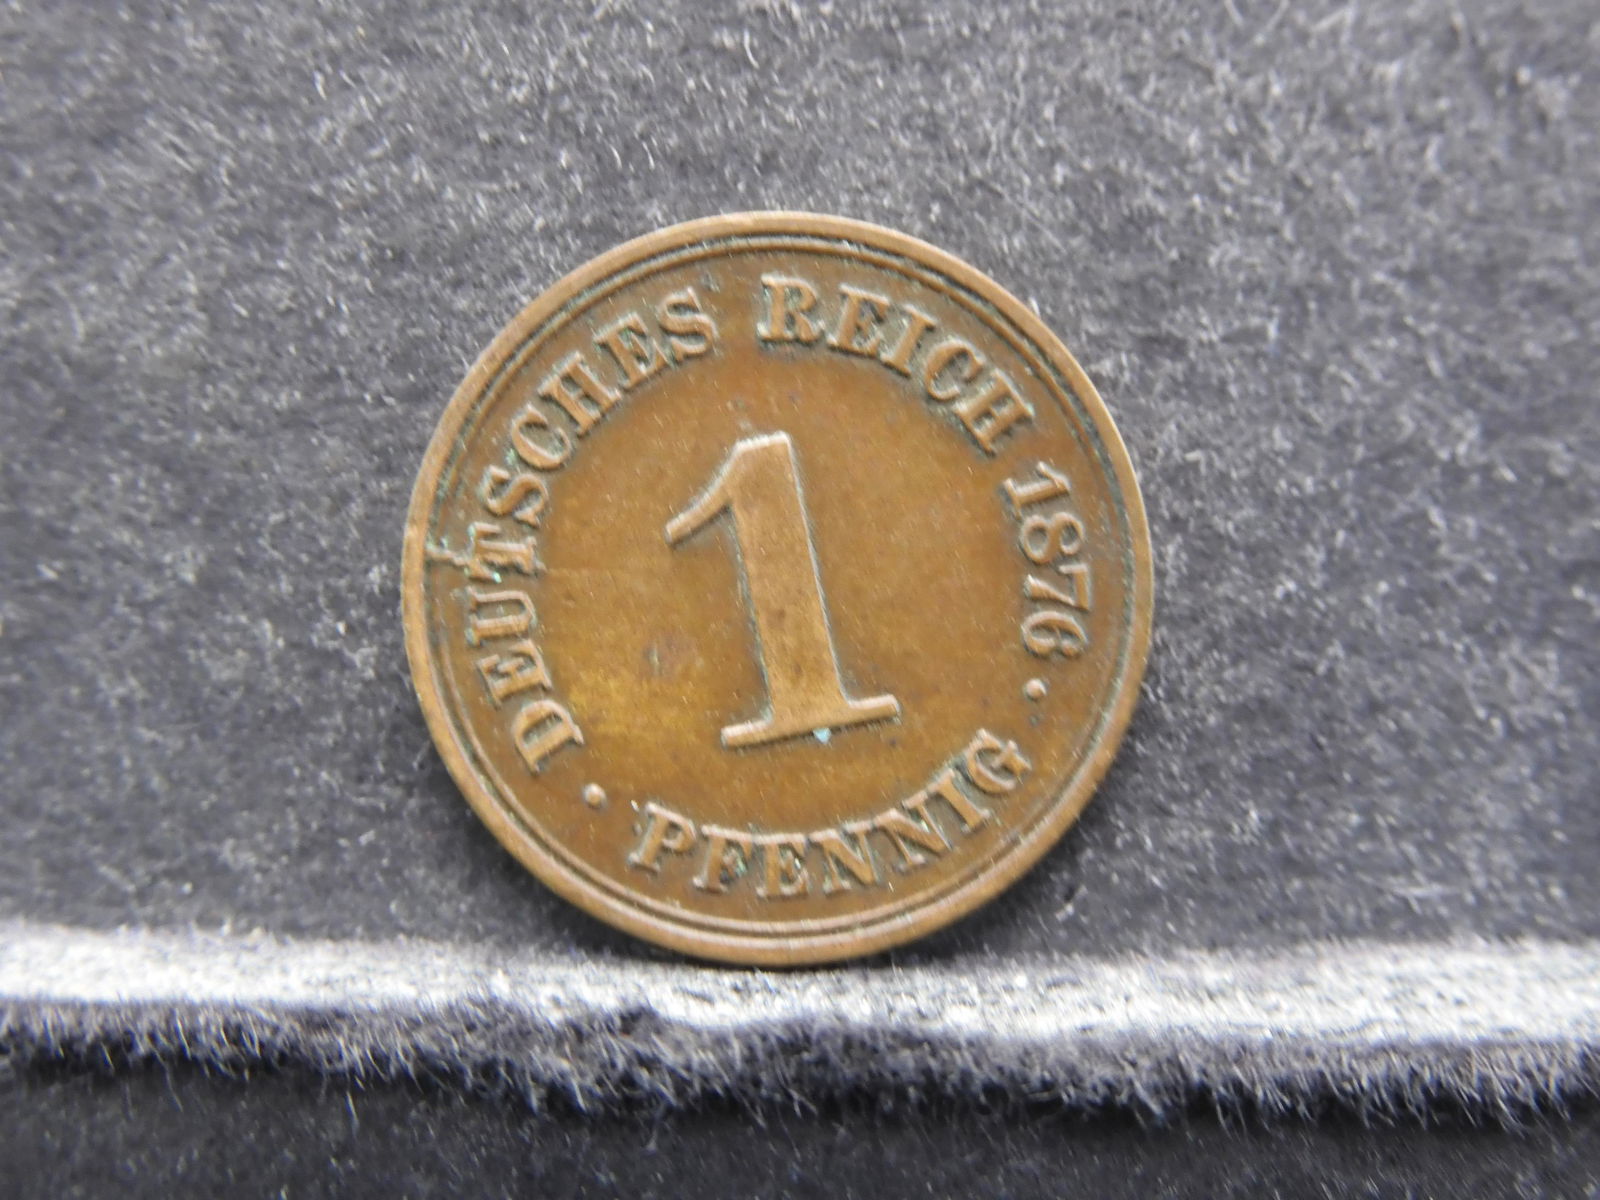 DEUTSCHES REICH 1876
1
· PFENNIG ·